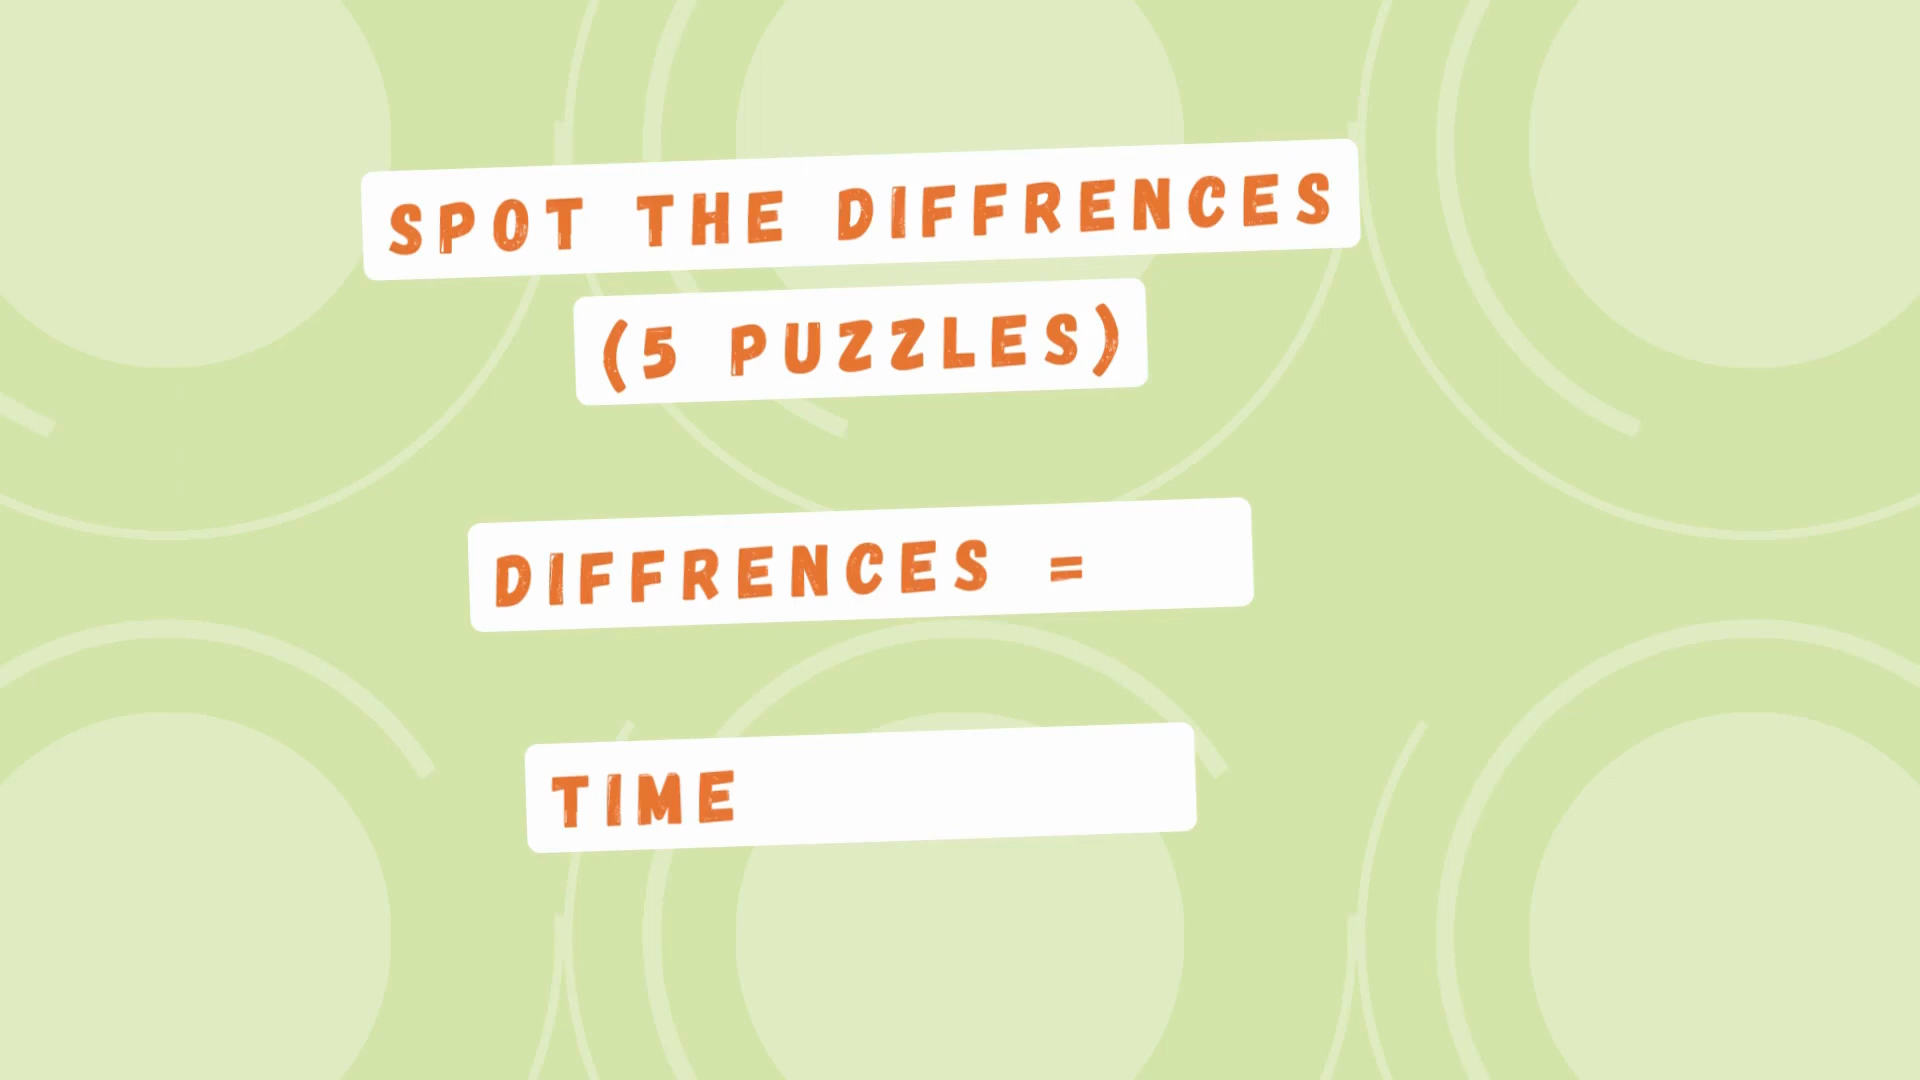 SPOT THE DIFFRENCES
(5 PUZZLES)
DIFFRENCES =
TIME